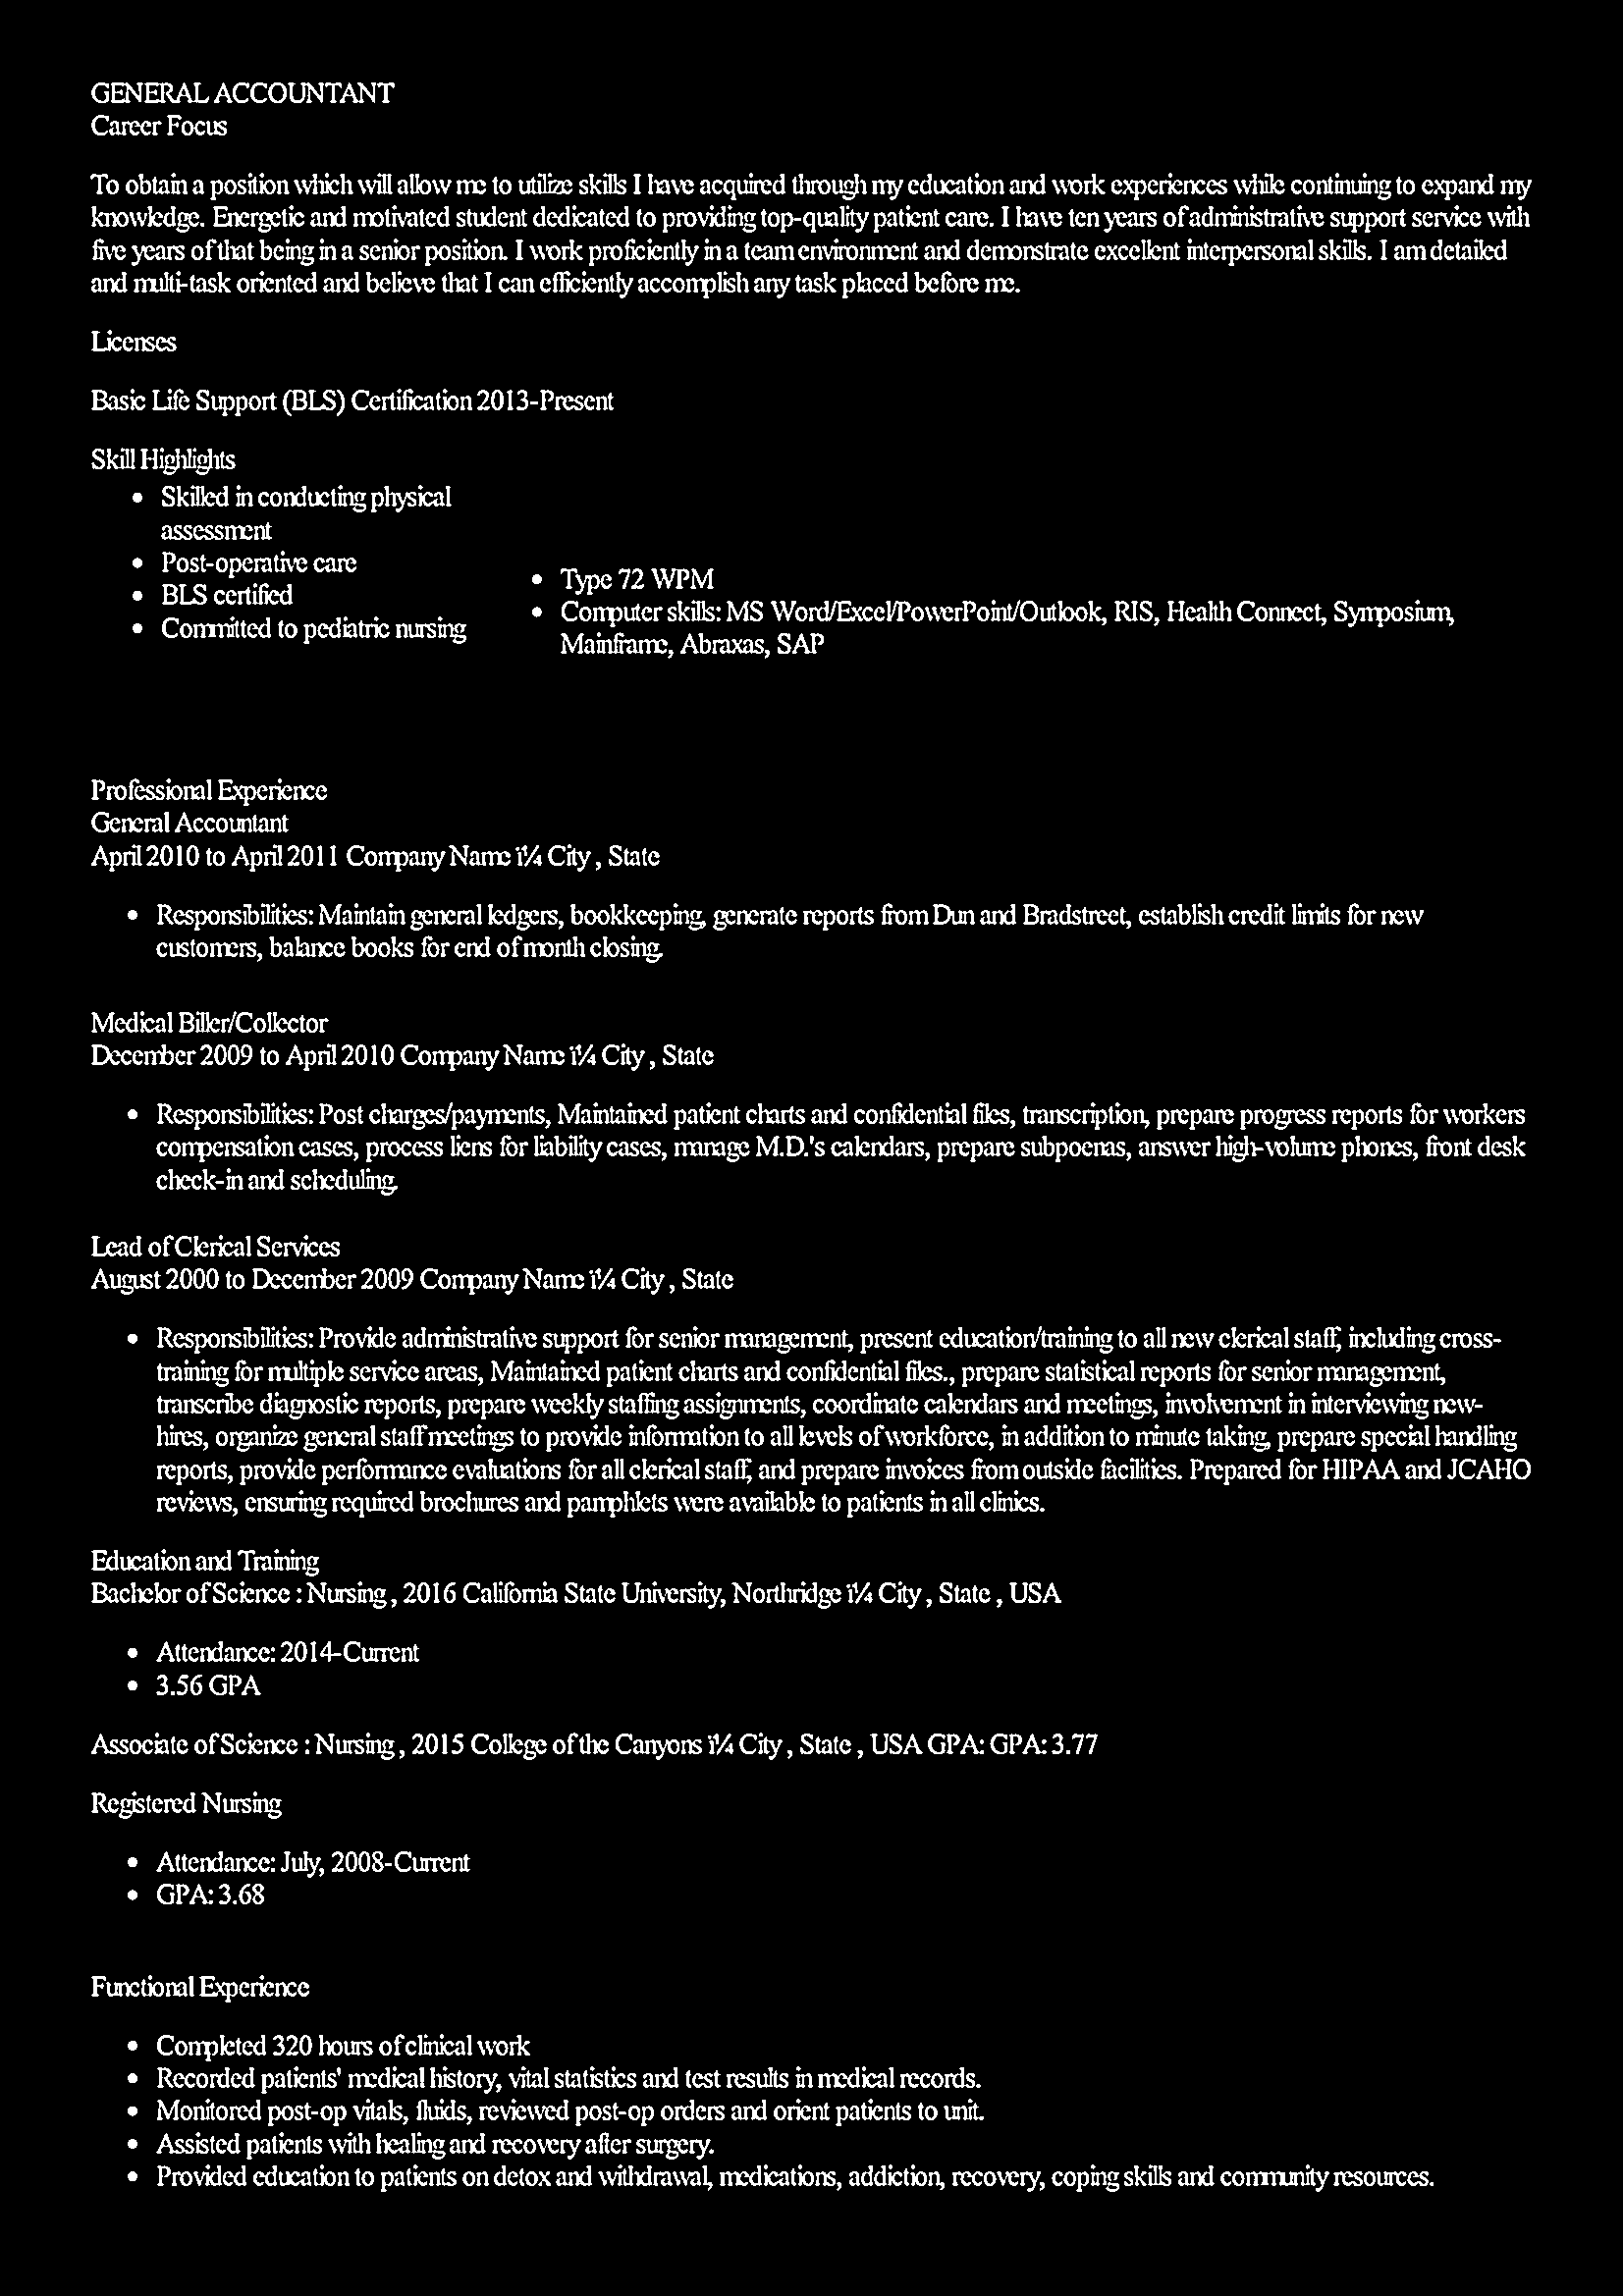 GENERAL ACCOUNTANT
Career Focus
To obtain a position which will allow me to utilize skills I have acquired through my education and work experiences while continuing to expand my
knowledge. Energetic and motivated student dedicated to providing top-quality patient care. I have ten years of administrative support service with
five years of that being in a senior position. I work proficiently in a team environment and demonstrate excellent interpersonal skills. I am detailed
and multi-task oriented and believe that I can efficiently accomplish any task placed before me.
Licenses
Basic Life Support (BLS) Certification 2013-Present
Skill Highlights
• Skilled in conducting physical
assessment
• Post-operative care
• BLS certified
• Committed to pediatric nursing
• Type 72 WPM
• Computer skills: MS Word/Excel/PowerPoint/Outlook, RIS, Health Connect, Symposium,
Mainframe, Abraxas, SAP
Professional Experience
General Accountant
April 2010 to April 2011 Company Name ï¼ City , State
• Responsibilities: Maintain general ledgers, bookkeeping, generate reports from Dun and Bradstreet, establish credit limits for new
customers, balance books for end of month closing.
Medical Biller/Collector
December 2009 to April 2010 Company Name ï¼ City , State
• Responsibilities: Post charges/payments, Maintained patient charts and confidential files, transcription, prepare progress reports for workers
compensation cases, process liens for liability cases, manage M.D.'s calendars, prepare subpoenas, answer high-volume phones, front desk
check-in and scheduling.
Lead of Clerical Services
August 2000 to December 2009 Company Name ï¼ City , State
• Responsibilities: Provide administrative support for senior management, present education/training to all new clerical staff, including cross-
training for multiple service areas, Maintained patient charts and confidential files., prepare statistical reports for senior management,
transcribe diagnostic reports, prepare weekly staffing assignments, coordinate calendars and meetings, involvement in interviewing new-
hires, organize general staff meetings to provide information to all levels of workforce, in addition to minute taking, prepare special handling
reports, provide performance evaluations for all clerical staff, and prepare invoices from outside facilities. Prepared for HIPAA and JCAHO
reviews, ensuring required brochures and pamphlets were available to patients in all clinics.
Education and Training
Bachelor of Science : Nursing , 2016 California State University, Northridge ï¼ City , State , USA
• Attendance: 2014-Current
• 3.56 GPA
Associate of Science : Nursing , 2015 College of the Canyons ï¼ City , State , USA GPA: GPA: 3.77
Registered Nursing
• Attendance: July, 2008-Current
• GPA: 3.68
Functional Experience
• Completed 320 hours of clinical work
• Recorded patients' medical history, vital statistics and test results in medical records.
• Monitored post-op vitals, fluids, reviewed post-op orders and orient patients to unit.
• Assisted patients with healing and recovery after surgery.
• Provided education to patients on detox and withdrawal, medications, addiction, recovery, coping skills and community resources.